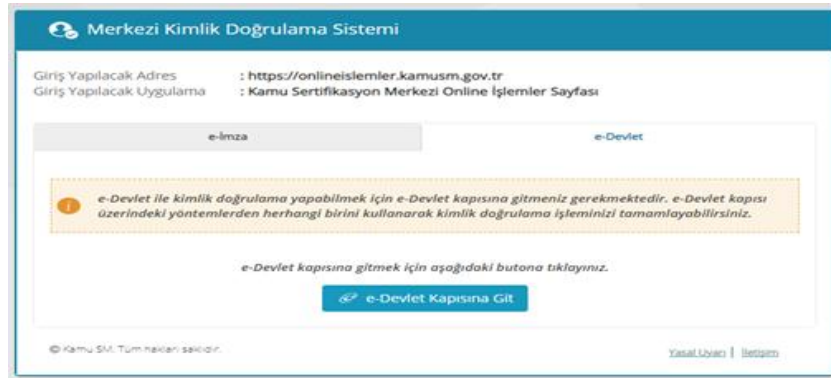 Merkezi Kimlik Doğrulama Sistemi
Giriş Yapılacak Adres : https://onlineislemler.kamusm.gov.tr
Giriş Yapılacak Uygulama : Kamu Sertifikasyon Merkezi Online İşlemler Sayfası
e-İmza e-Devlet
e-Devlet ile kimlik doğrulama yapabilmek için e-Devlet kapısına gitmeniz gerekmektedir. e-Devlet kapısı
üzerindeki yöntemlerden herhangi birini kullanarak kimlik doğrulama işleminizi tamamlayabilirsiniz.
e-Devlet kapısına gitmek için aşağıdaki butona tıklayınız.
e-Devlet Kapısına Git
© Kamu SM. Tüm hakları saklıdır. Yasal Uyarı | İletişim